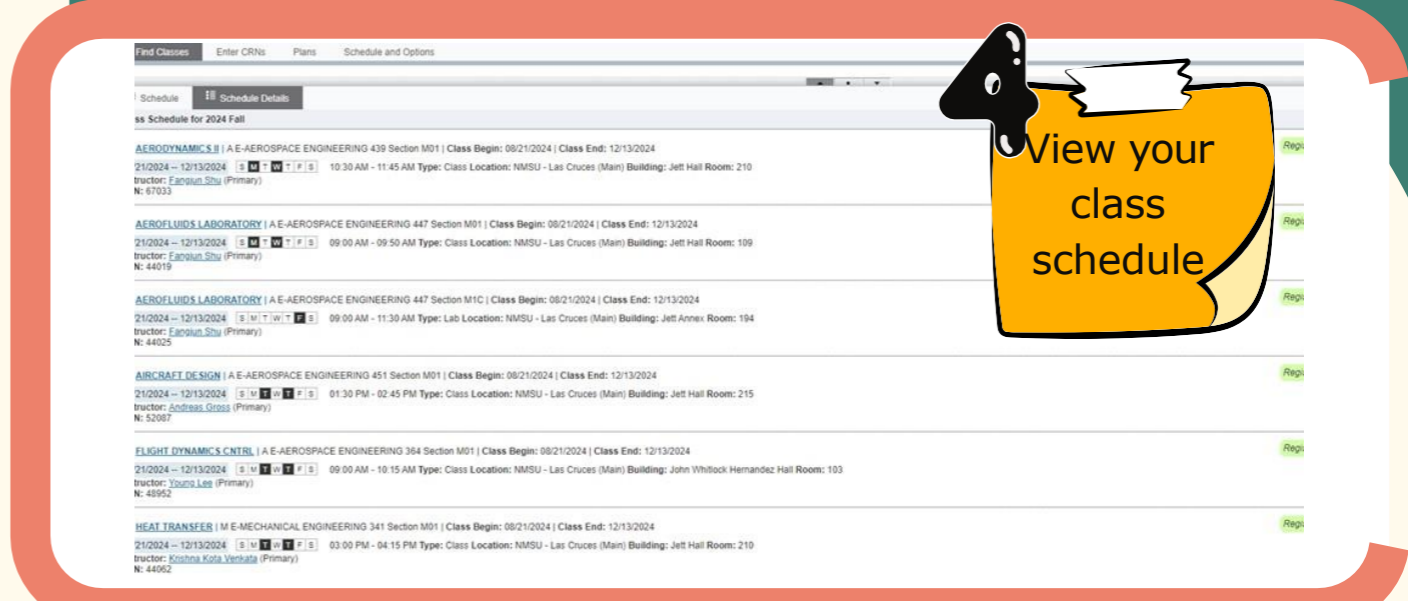 Find Classes Enter CRNs Plans Schedule and Options
Schedule Schedule Details
ss Schedule for 2024 Fall
AERODYNAMICS II | A E-AEROSPACE ENGINEERING 439 Section M01 | Class Begin: 08/21/2024 | Class End: 12/13/2024
21/2024 -- 12/13/2024 S M T W T F S 10:30 AM - 11:45 AM Type: Class Location: NMSU - Las Cruces (Main) Building: Jett Hall Room: 210
tructor: Fangjun Shu (Primary)
N: 67033
AEROFLUIDS LABORATORY | A E-AEROSPACE ENGINEERING 447 Section M01 | Class Begin: 08/21/2024 | Class End: 12/13/2024
21/2024 -- 12/13/2024 S M T W T F S 09:00 AM - 09:50 AM Type: Class Location: NMSU - Las Cruces (Main) Building: Jett Hall Room: 109
tructor: Fangjun Shu (Primary)
N: 44019
AEROFLUIDS LABORATORY | A E-AEROSPACE ENGINEERING 447 Section M1C | Class Begin: 08/21/2024 | Class End: 12/13/2024
21/2024 -- 12/13/2024 S M T W T F S 09:00 AM - 11:30 AM Type: Lab Location: NMSU - Las Cruces (Main) Building: Jett Annex Room: 194
tructor: Fangjun Shu (Primary)
N: 44025
AIRCRAFT DESIGN | A E-AEROSPACE ENGINEERING 451 Section M01 | Class Begin: 08/21/2024 | Class End: 12/13/2024
21/2024 -- 12/13/2024 S M T W T F S 01:30 PM - 02:45 PM Type: Class Location: NMSU - Las Cruces (Main) Building: Jett Hall Room: 215
tructor: Andreas Gross (Primary)
N: 52087
FLIGHT DYNAMICS CNTRL | A E-AEROSPACE ENGINEERING 364 Section M01 | Class Begin: 08/21/2024 | Class End: 12/13/2024
21/2024 -- 12/13/2024 S M T W T F S 09:00 AM - 10:15 AM Type: Class Location: NMSU - Las Cruces (Main) Building: John Whitlock Hernandez Hall Room: 103
tructor: Young Lee (Primary)
N: 48952
HEAT TRANSFER | M E-MECHANICAL ENGINEERING 341 Section M01 | Class Begin: 08/21/2024 | Class End: 12/13/2024
21/2024 -- 12/13/2024 S M T W T F S 03:00 PM - 04:15 PM Type: Class Location: NMSU - Las Cruces (Main) Building: Jett Hall Room: 210
tructor: Krishna Kota Venkata (Primary)
N: 44062
4
View your
class
schedule
Regi
Regi
Regi
Regi
Regi
Regi